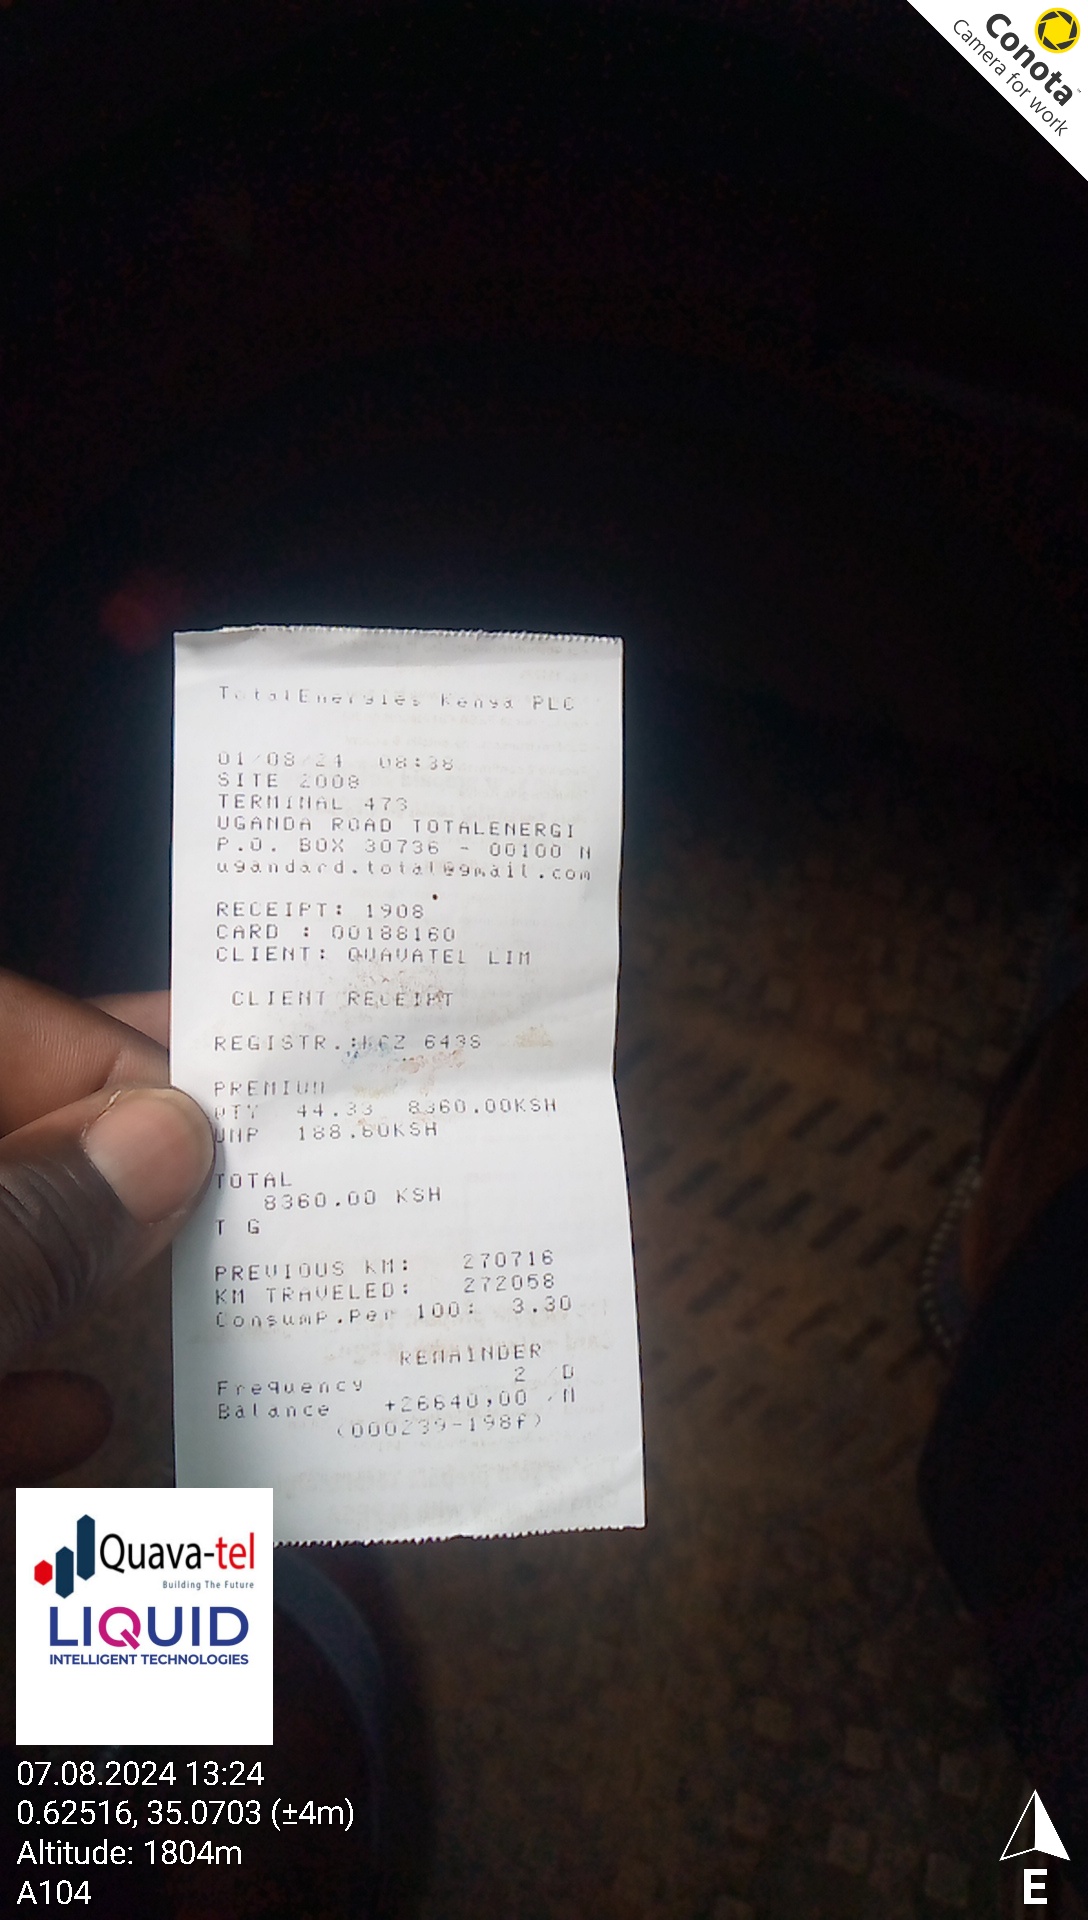 Conota
Camera for work
TotalEnergies Kenya PLC
01/08/24 08:38
SITE 2008
TERMINAL 473
UGANDA ROAD TOTALENERGI
P.O. BOX 30736 - 00100 N
ugandard.total@gmail.com
RECEIPT: 1908
CARD : 00188160
CLIENT: QUAVATEL LIM
CLIENT RECEIPT
REGISTR.: 649S
PREMIUM
QTY 44.33 8360.00KSH
UNP 188.60KSH
TOTAL
8360.00 KSH
T G
PREVIOUS KM: 270716
KM TRAVELED: 272058
Consump.Per 100: 3.30
REMAINDER
Frequency 2 /D
Balance +26640,00 /M
(000239-198f)
Quava-tel
Building The Future
LIQUID
INTELLIGENT TECHNOLOGIES
07.08.2024 13:24
0.62516, 35.0703 (±4m)
Altitude: 1804m
A104
E